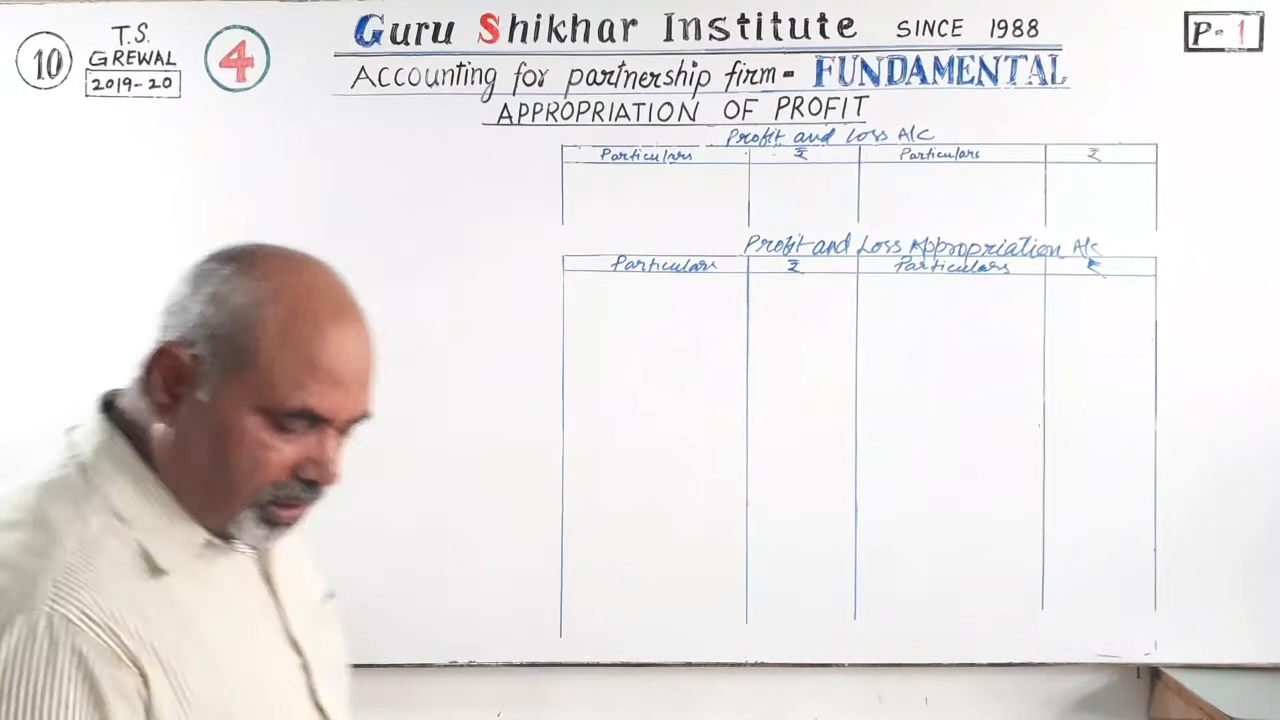 10
T.S.
GREWAL
2019-20
4
Guru Shikhar Institute SINCE 1988
P-1
Accounting for partnership firm - FUNDAMENTAL
APPROPRIATION OF PROFIT
Profit and Loss A/C
Particulars ₹ Particulars ₹
Profit and Loss Appropriation A/c
Particulars ₹ Particulars ₹